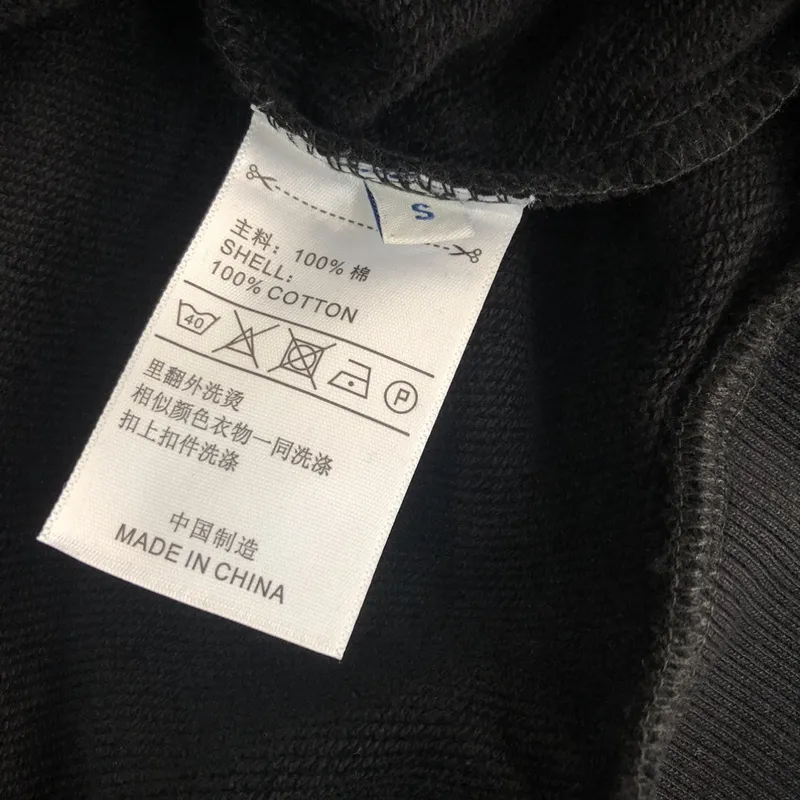 S
主料：100% 棉
SHELL:
100% COTTON
40 P
里翻外洗烫
相似颜色衣物一同洗涤
扣上扣件洗涤
中国制造
MADE IN CHINA